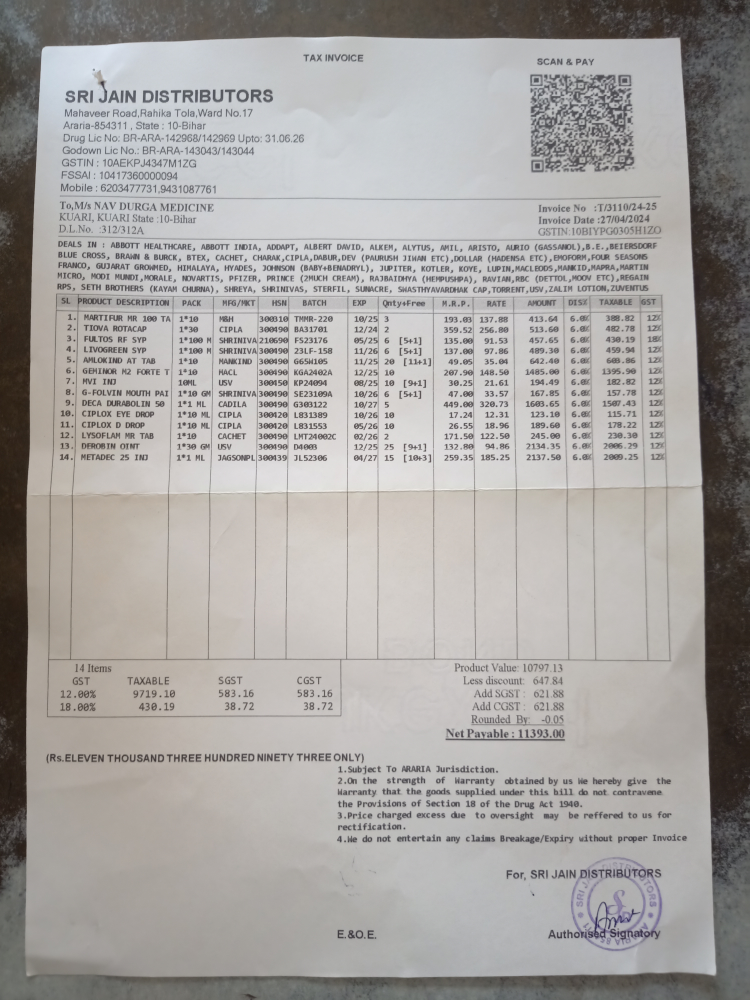 TAX INVOICE
SCAN & PAY
SRI JAIN DISTRIBUTORS
Mahaveer Road,Rahika Tola,Ward No.17
Araria-854311 , State : 10-Bihar
Drug Lic No: BR-ARA-142968/142969 Upto: 31.06.26
Godown Lic No.: BR-ARA-143043/143044
GSTIN : 10AEKPJ4347M1ZG
FSSAI : 10417360000094
Mobile : 6203477731,9431087761
To,M/s NAV DURGA MEDICINE
KUARI, KUARI State :10-Bihar
D.L.No. :312/312A
Invoice No :T/3110/24-25
Invoice Date :27/04/2024
GSTIN:10BIYPG0305H1ZO
DEALS IN : ABBOTT HEALTHCARE, ABBOTT INDIA, ADDAPT, ALBERT DAVID, ALKEM, ALYTUS, AMIL, ARISTO, AURIO (GASSANOL),B.E.,BEIERSDORF
BLUE CROSS, BRAWN & BURCK, BTEX, CACHET, CHARAK,CIPLA,DABUR,DEV (PAURUSH JIWAN ETC),DOLLAR (HADENSA ETC),EMOFORM,FOUR SEASONS
FRANCO, GUJARAT GROWMED, HIMALAYA, HYADES, JOHNSON (BABY+BENADRYL), JUPITER, KOTLER, KOYE, LUPIN,MACLEODS,MANKID,MAPRA,MARTIN
MICRO, MODI MUNDI,MORALE, NOVARTIS, PFIZER, PRINCE (2MUCH CREAM), RAJBAIDHYA (HEMPUSHPA), RAVIAN,RBC (DETTOL,MOOV ETC),REGAIN
RPS, SETH BROTHERS (KAYAM CHURNA), SHREYA, SHRINIVAS, STERFIL, SUNACRE, SWASTHYAVARDHAK CAP,TORRENT,USV,ZALIM LOTION,ZUVENTUS
SL PRODUCT DESCRIPTION PACK MFG/MKT HSN BATCH EXP Qnty+Free M.R.P. RATE AMOUNT DIS% TAXABLE GST
1. MARTIFUR MR 100 TA 1*10 M&H 300310 TMMR-220 10/25 3 193.03 137.88 413.64 6.0% 388.82 12%
2. TIOVA ROTACAP 1*30 CIPLA 300490 BA31701 12/24 2 359.52 256.80 513.60 6.0% 482.78 12%
3. FULTOS RF SYP 1*100 M SHRINIVA 210690 F523176 05/25 6 [5+1] 135.00 91.53 457.65 6.0% 430.19 18%
4. LIVOGREEN SYP 1*100 M SHRINIVA 300490 23LF-158 11/26 6 [5+1] 137.00 97.86 489.30 6.0% 459.94 12%
5. AMLOKIND AT TAB 1*10 MANKIND 300490 G65H105 11/25 20 [11+1] 49.05 35.04 642.40 6.0% 603.86 12%
6. GEMINOR M2 FORTE T 1*10 MACL 300490 KGA2402A 12/25 10 207.90 148.50 1485.00 6.0% 1395.90 12%
7. MVI INJ 10ML USV 300450 KP24094 08/25 10 [9+1] 30.25 21.61 194.49 6.0% 182.82 12%
8. G-FOLVIN MOUTH PAI 1*10 GM SHRINIVA 300490 SE23109A 10/26 6 [5+1] 47.00 33.57 167.85 6.0% 157.78 12%
9. DECA DURABOLIN 50 1*1 ML CADILA 300490 G303122 10/27 5 449.00 320.73 1603.65 6.0% 1507.43 12%
10. CIPLOX EYE DROP 1*10 ML CIPLA 300420 L831389 10/26 10 17.24 12.31 123.10 6.0% 115.71 12%
11. CIPLOX D DROP 1*10 ML CIPLA 300420 L831553 05/26 10 26.55 18.96 189.60 6.0% 178.22 12%
12. LYSOFLAM MR TAB 1*10 CACHET 300490 LMT24002C 02/26 2 171.50 122.50 245.00 6.0% 230.30 12%
13. DEROBIN OINT 1*30 GM USV 300490 D4003 12/25 25 [9+1] 132.80 94.86 2134.35 6.0% 2006.29 12%
14. METADEC 25 INJ 1*1 ML JAGSONPL 300439 JL52306 04/27 15 [10+3] 259.35 185.25 2137.50 6.0% 2009.25 12%
14 Items
GST TAXABLE SGST CGST
12.00% 9719.10 583.16 583.16
18.00% 430.19 38.72 38.72
Product Value: 10797.13
Less discount: 647.84
Add SGST : 621.88
Add CGST : 621.88
Rounded By: -0.05
Net Payable : 11393.00
(Rs.ELEVEN THOUSAND THREE HUNDRED NINETY THREE ONLY)
1.Subject To ARARIA Jurisdiction.
2.On the strength of Warranty obtained by us We hereby give the
Warranty that the goods supplied under this bill do not contravene
the Provisions of Section 18 of the Drug Act 1940.
3.Price charged excess due to oversight may be reffered to us for
rectification.
4.We do not entertain any claims Breakage/Expiry without proper Invoice
For, SRI JAIN DISTRIBUTORS
E.&O.E.
Authorised Signatory